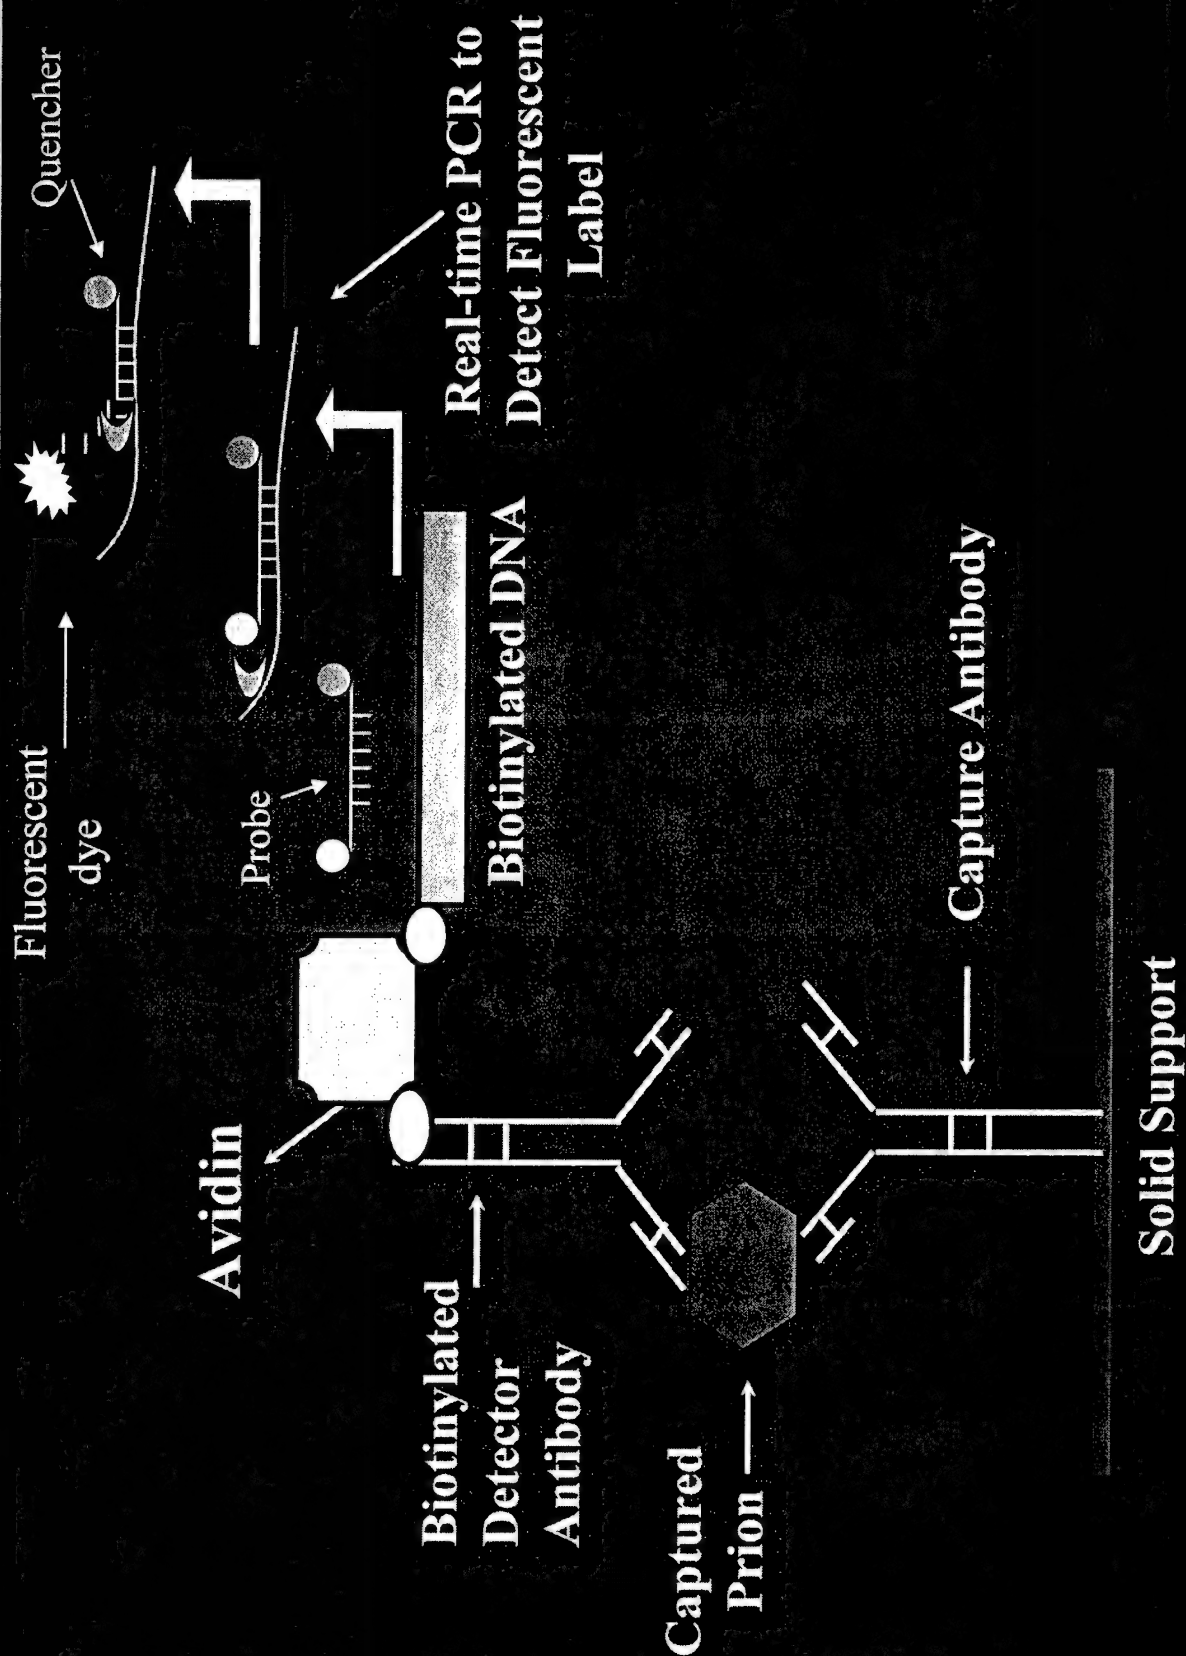 Fluorescent
dye
Quencher
Probe
Avidin
Real-time PCR to
Detect Fluorescent
Label
Biotinylated DNA
Biotinylated
Detector
Antibody
Captured
Prion
Capture Antibody
Solid Support